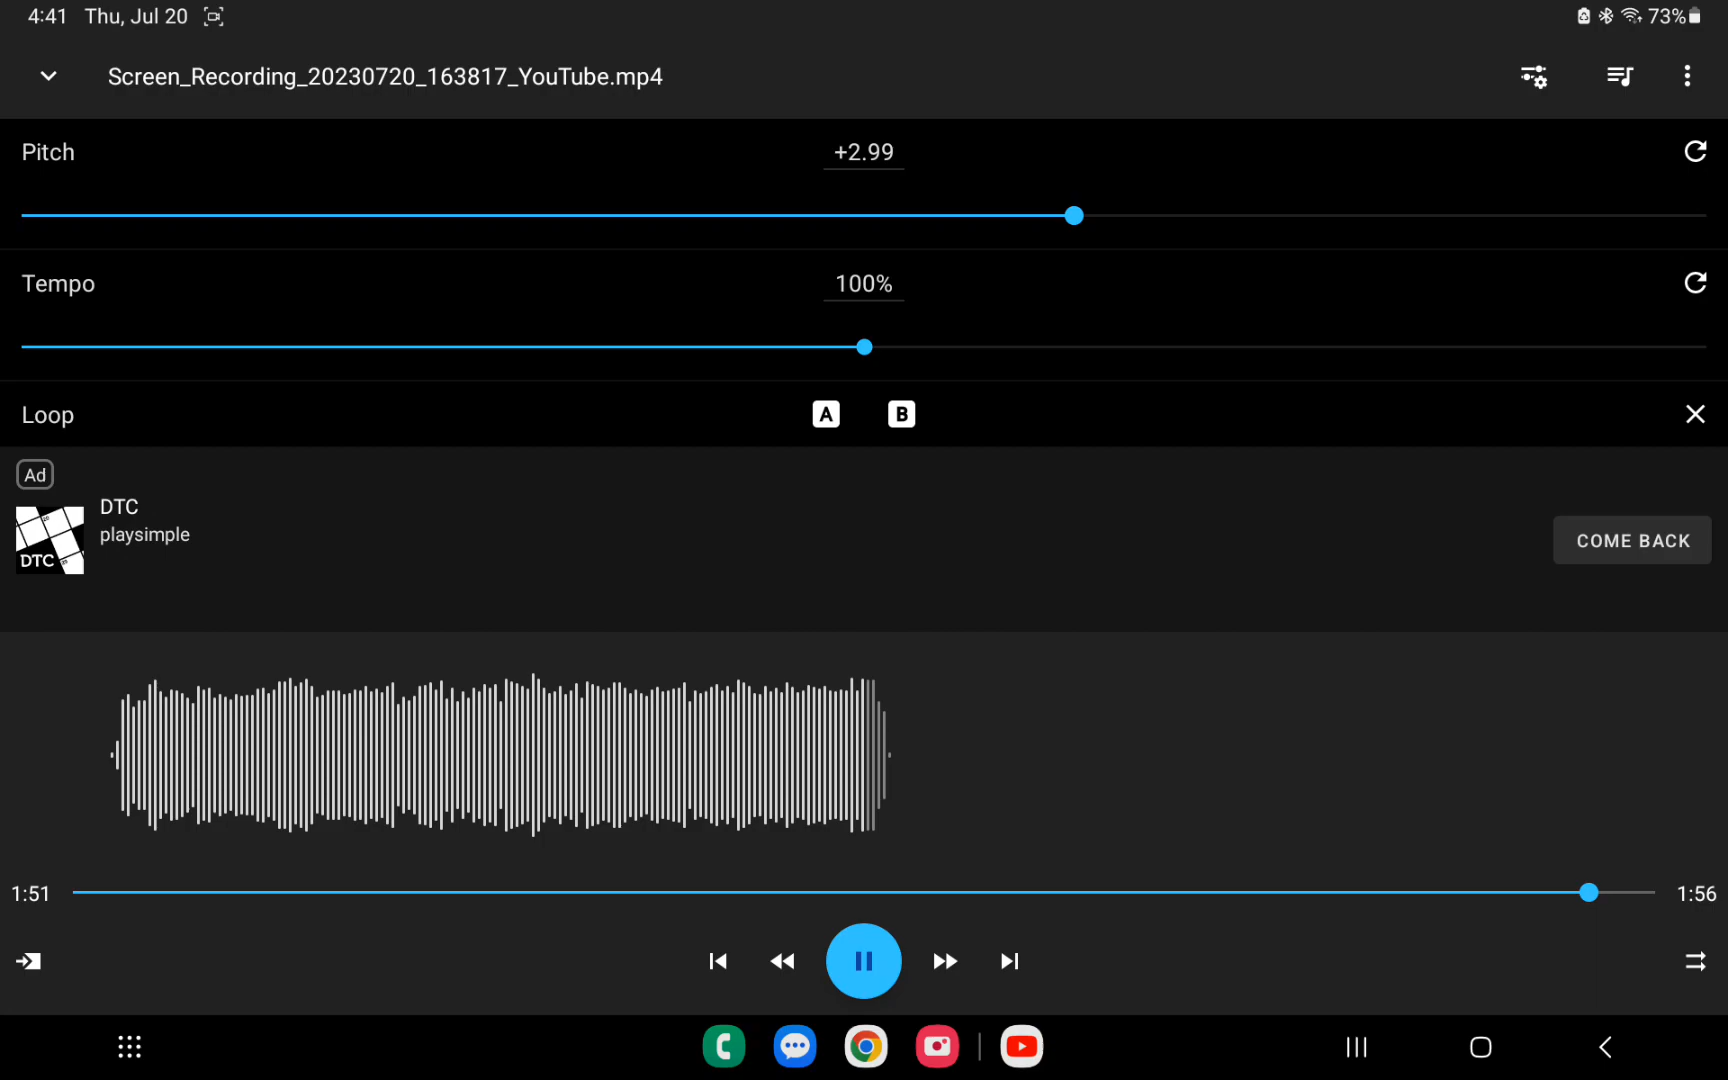 4:41 Thu, Jul 20 73%
Screen_Recording_20230720_163817_YouTube.mp4
Pitch +2.99
Tempo 100%
Loop A B
Ad
DTC
playsimple
DTC
COME BACK
1:51 1:56